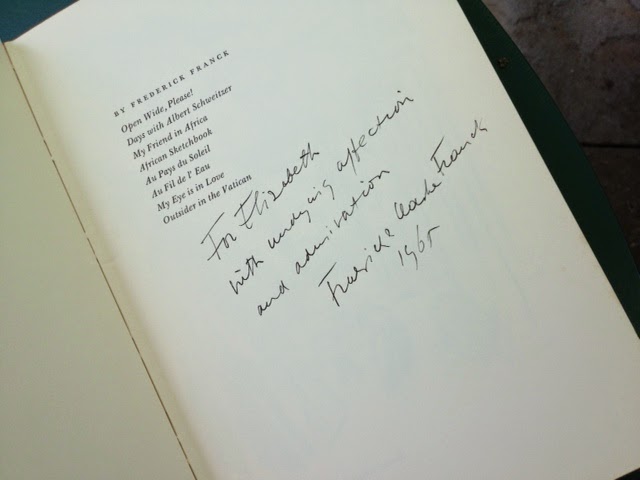 BY FREDERICK FRANCK
Open Wide, Please!
Days with Albert Schweitzer
My Friend in Africa
African Sketchbook
Au Pays du Soleil
Au Fil de l' Eau
My Eye is in Love
Outsider in the Vatican
For Elizabeth
with undying affection
and admiration
Franck
1965